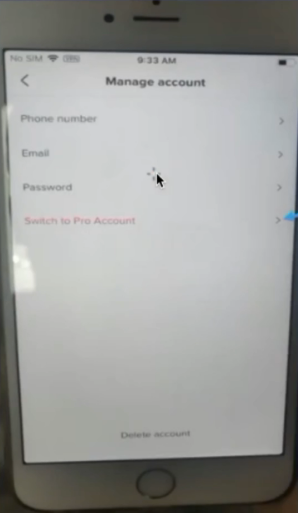 No SIM
9:33 AM
Manage account
Phone number
Email
Password
Switch to Pro Account
Delete account